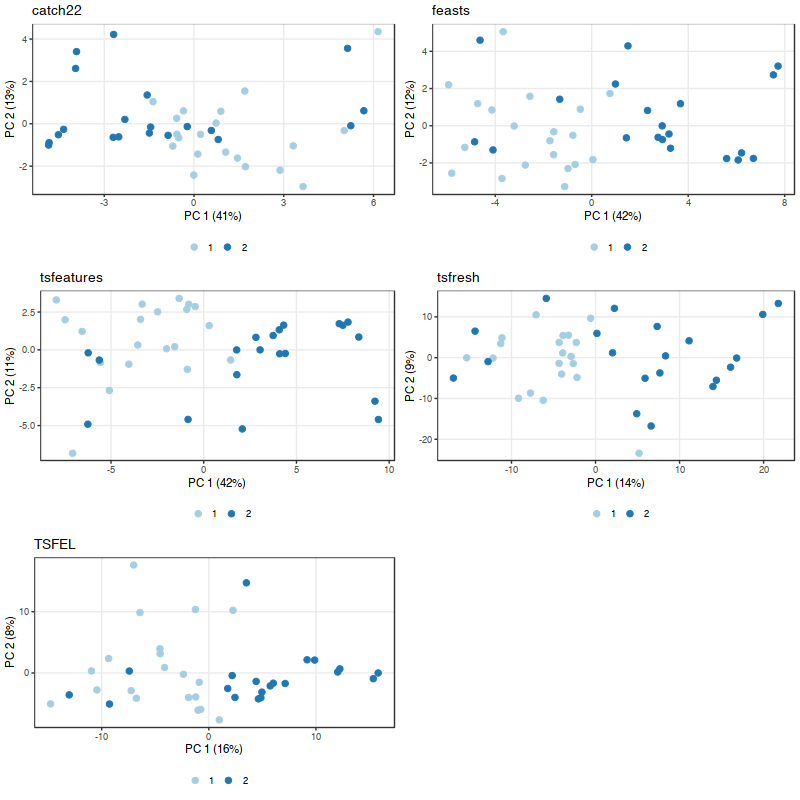 catch22
feasts
4
2
0
-2
PC 2 (13%)
-3
0
3
6
PC 1 (41%)
1 2
4
2
0
-2
PC 2 (12%)
-4
0
4
8
PC 1 (42%)
1 2
tsfeatures
tsfresh
2.5
0.0
-2.5
-5.0
PC 2 (11%)
-5
0
5
10
PC 1 (42%)
1 2
10
0
-10
-20
PC 2 (9%)
-10
0
10
20
PC 1 (14%)
1 2
TSFEL
10
0
PC 2 (8%)
-10
0
10
PC 1 (16%)
1 2